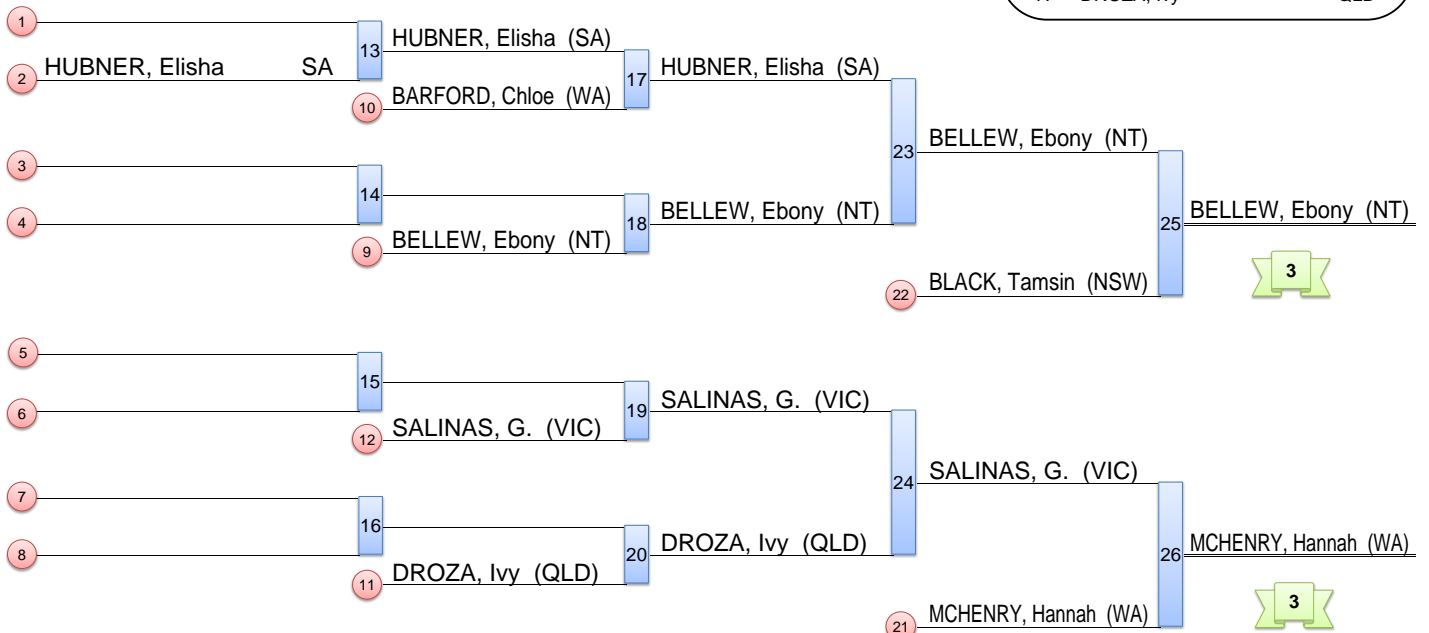 DROZA, Ivy QLD
1
13 HUBNER, Elisha (SA)
2 HUBNER, Elisha SA
17 HUBNER, Elisha (SA)
10 BARFORD, Chloe (WA)
23 BELLEW, Ebony (NT)
3
14
4
18 BELLEW, Ebony (NT)
9 BELLEW, Ebony (NT)
25 BELLEW, Ebony (NT)
22 BLACK, Tamsin (NSW)
3
5
15
6
19 SALINAS, G. (VIC)
12 SALINAS, G. (VIC)
24 SALINAS, G. (VIC)
7
16
8
20 DROZA, Ivy (QLD)
11 DROZA, Ivy (QLD)
26 MCHENRY, Hannah (WA)
21 MCHENRY, Hannah (WA)
3